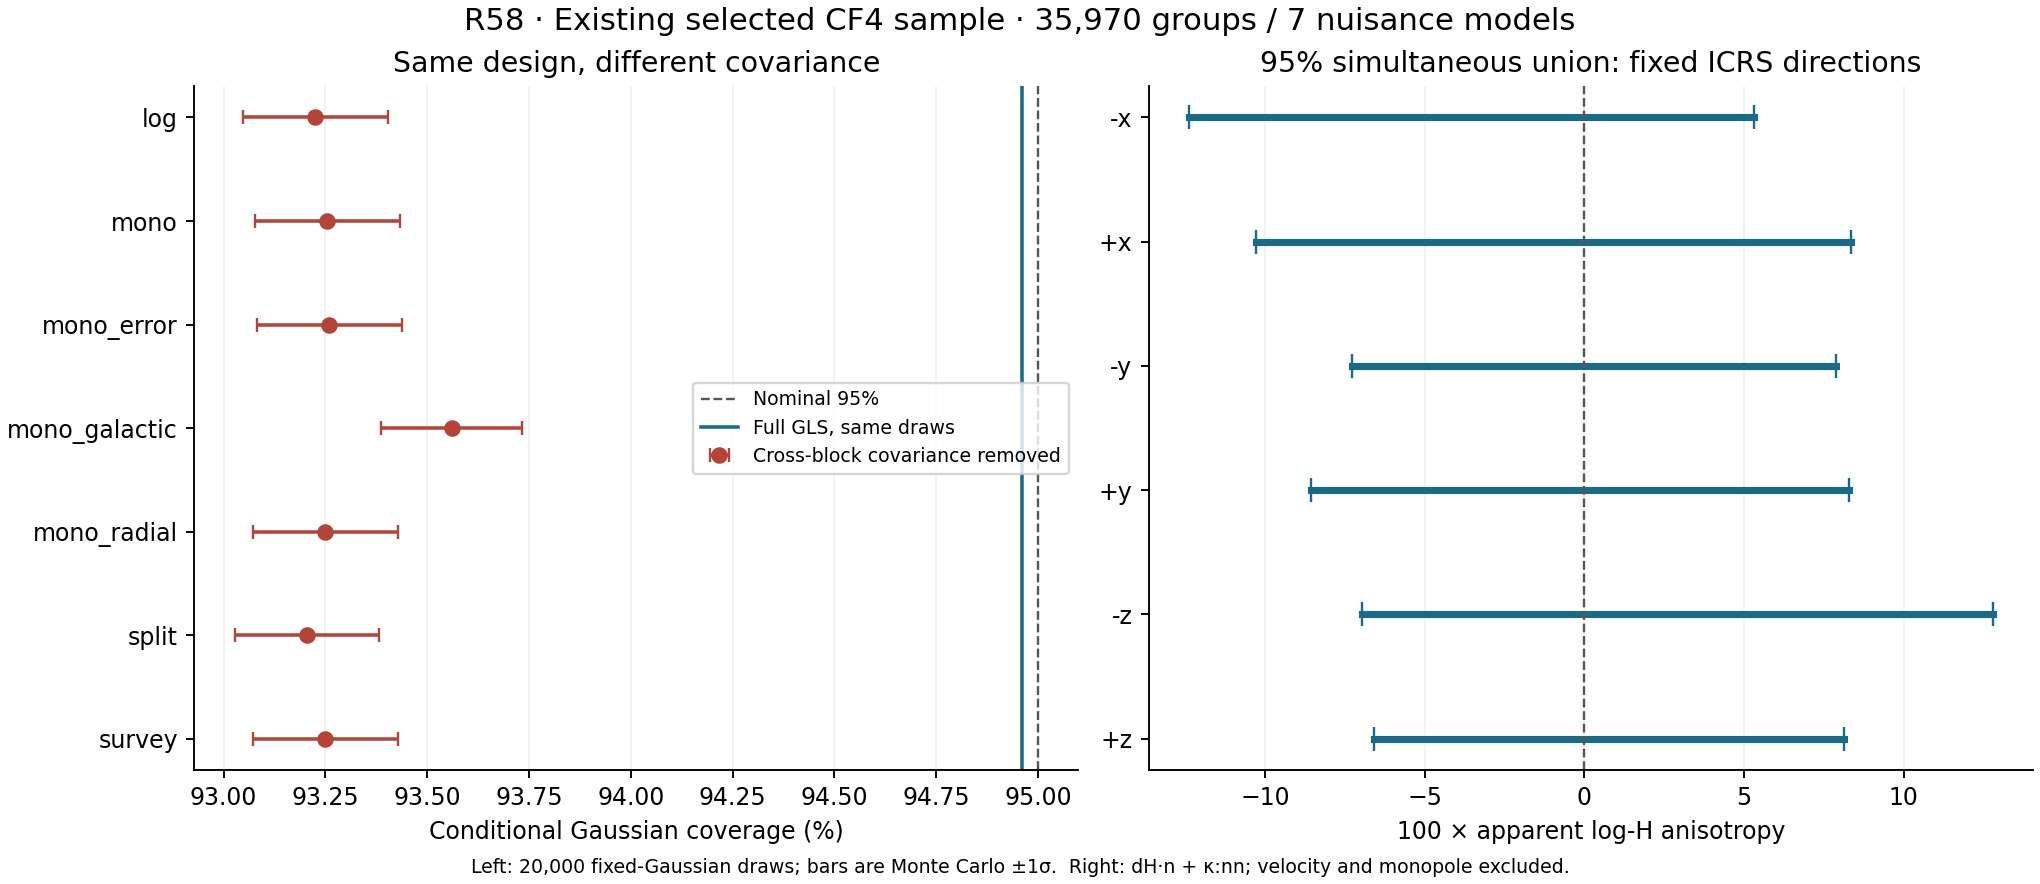 R58 · Existing selected CF4 sample · 35,970 groups / 7 nuisance models
Same design, different covariance
log
mono
mono_error
mono_galactic
mono_radial
split
survey
Nominal 95%
Full GLS, same draws
Cross-block covariance removed
93.00 93.25 93.50 93.75 94.00 94.25 94.50 94.75 95.00
Conditional Gaussian coverage (%)
95% simultaneous union: fixed ICRS directions
-x
+x
-y
+y
-z
+z
−10 −5 0 5 10
100 × apparent log-H anisotropy
Left: 20,000 fixed-Gaussian draws; bars are Monte Carlo ±1σ. Right: dH·n + κ:nn; velocity and monopole excluded.